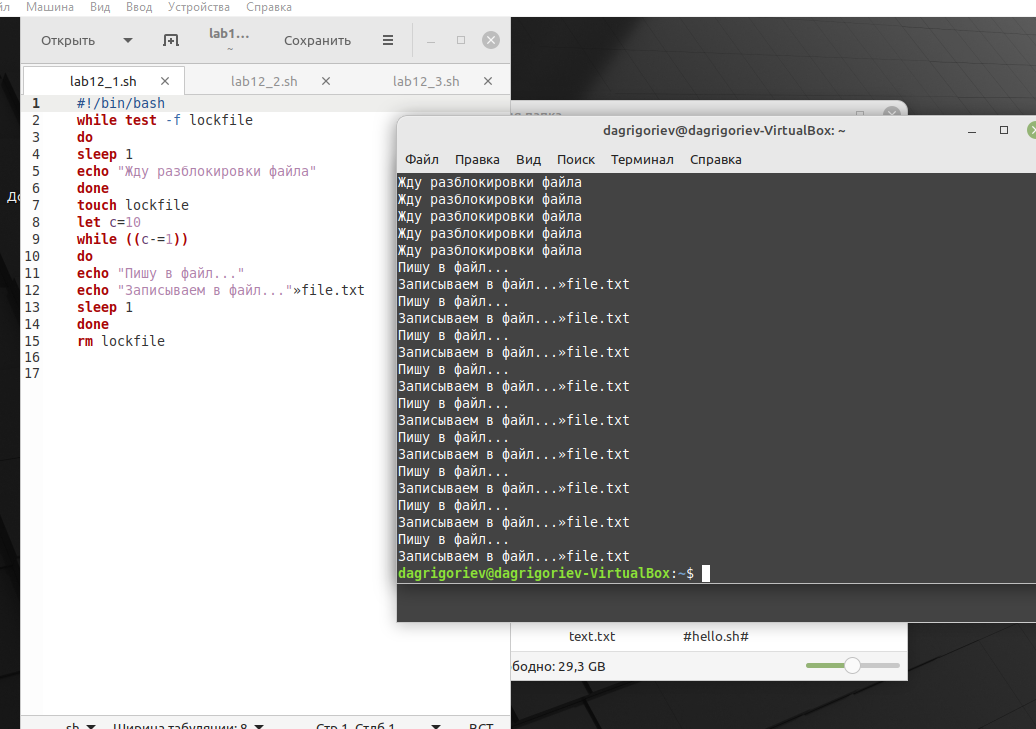 Машина Вид Ввод Устройства Справка
Открыть lab1... Сохранить
~
lab12_1.sh lab12_2.sh lab12_3.sh
1 #!/bin/bash
2 while test -f lockfile
3 do
4 sleep 1
5 echo "Жду разблокировки файла"
6 done
7 touch lockfile
8 let c=10
9 while ((c-=1))
10 do
11 echo "Пишу в файл..."
12 echo "Записываем в файл..."»file.txt
13 sleep 1
14 done
15 rm lockfile
16
17
sh Ширина табуляции: 8 Стр 1, Стлб 1 ВСТ
dagrigoriev@dagrigoriev-VirtualBox: ~
Файл Правка Вид Поиск Терминал Справка
Жду разблокировки файла
Жду разблокировки файла
Жду разблокировки файла
Жду разблокировки файла
Жду разблокировки файла
Пишу в файл...
Записываем в файл...»file.txt
Пишу в файл...
Записываем в файл...»file.txt
Пишу в файл...
Записываем в файл...»file.txt
Пишу в файл...
Записываем в файл...»file.txt
Пишу в файл...
Записываем в файл...»file.txt
Пишу в файл...
Записываем в файл...»file.txt
Пишу в файл...
Записываем в файл...»file.txt
Пишу в файл...
Записываем в файл...»file.txt
Пишу в файл...
Записываем в файл...»file.txt
dagrigoriev@dagrigoriev-VirtualBox:~$
text.txt #hello.sh#
бодно: 29,3 GB